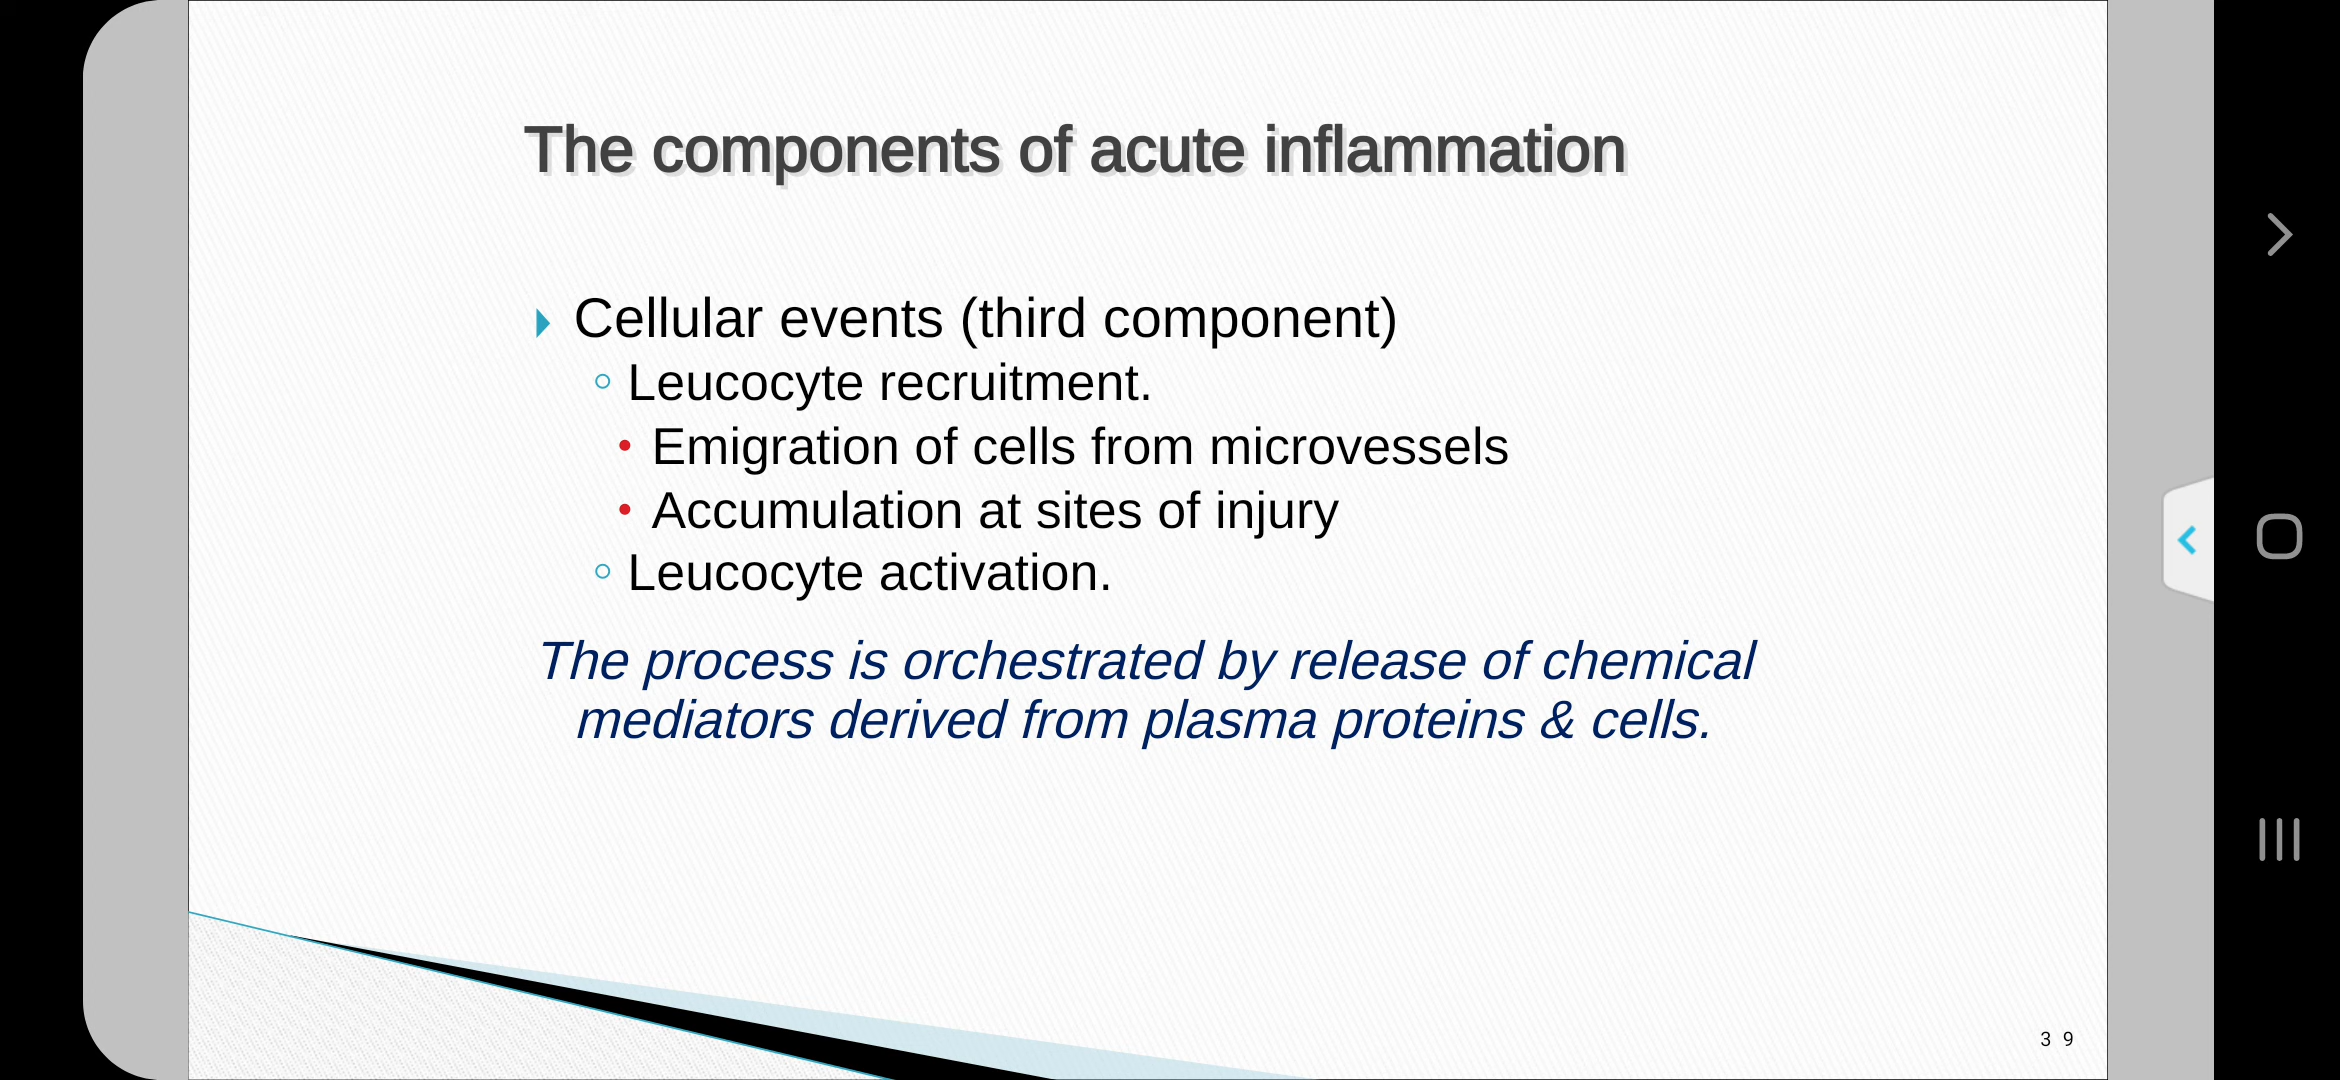 The components of acute inflammation
Cellular events (third component)
Leucocyte recruitment.
Emigration of cells from microvessels
Accumulation at sites of injury
Leucocyte activation.
The process is orchestrated by release of chemical
mediators derived from plasma proteins & cells.
3 9